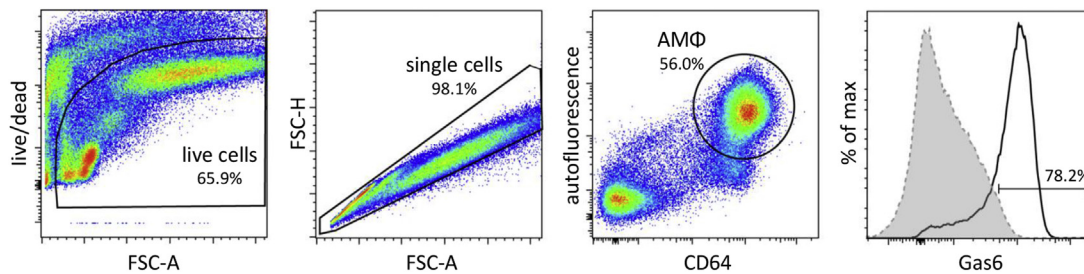 live/dead
live cells
65.9%
FSC-A
FSC-H
single cells
98.1%
FSC-A
autofluorescence
AMΦ
56.0%
CD64
% of max
78.2%
Gas6